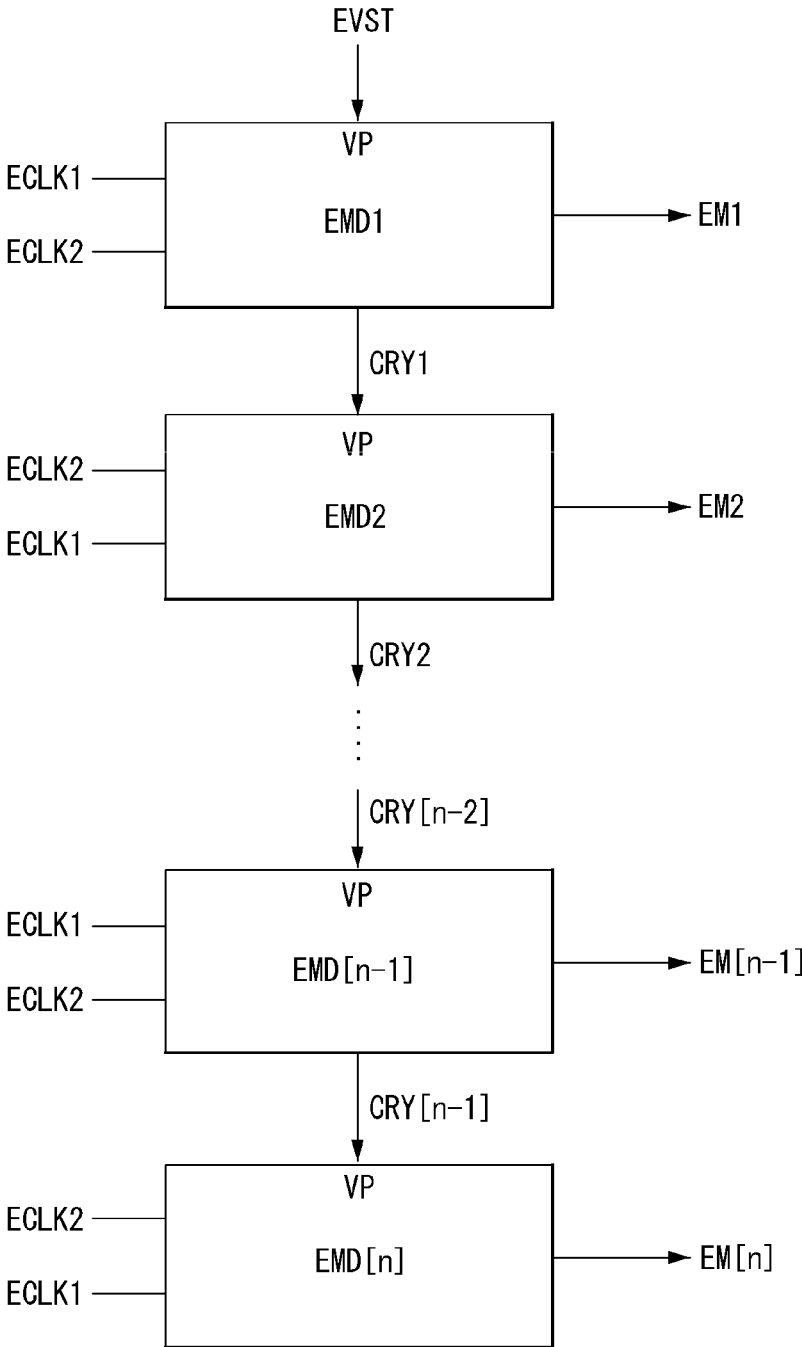 EVST
VP
ECLK1
EMD1
EM1
ECLK2
CRY1
VP
ECLK2
EMD2
EM2
ECLK1
CRY2
CRY[n-2]
VP
ECLK1
EMD[n-1]
EM[n-1]
ECLK2
CRY[n-1]
VP
ECLK2
EMD[n]
EM[n]
ECLK1